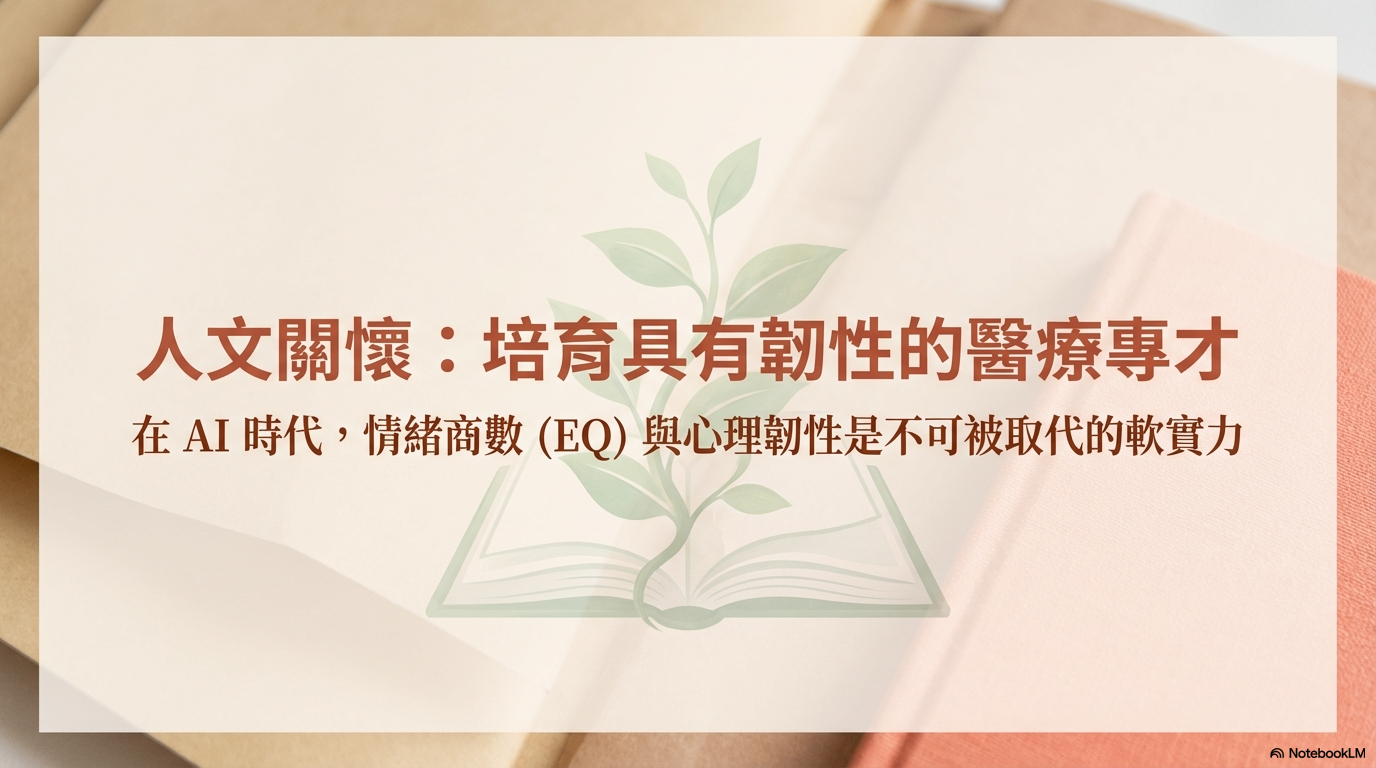 人文關懷：培育具有韌性的醫療專才
在 AI 時代，情緒商數 (EQ) 與心理韌性是不可被取代的軟實力
NotebookLM